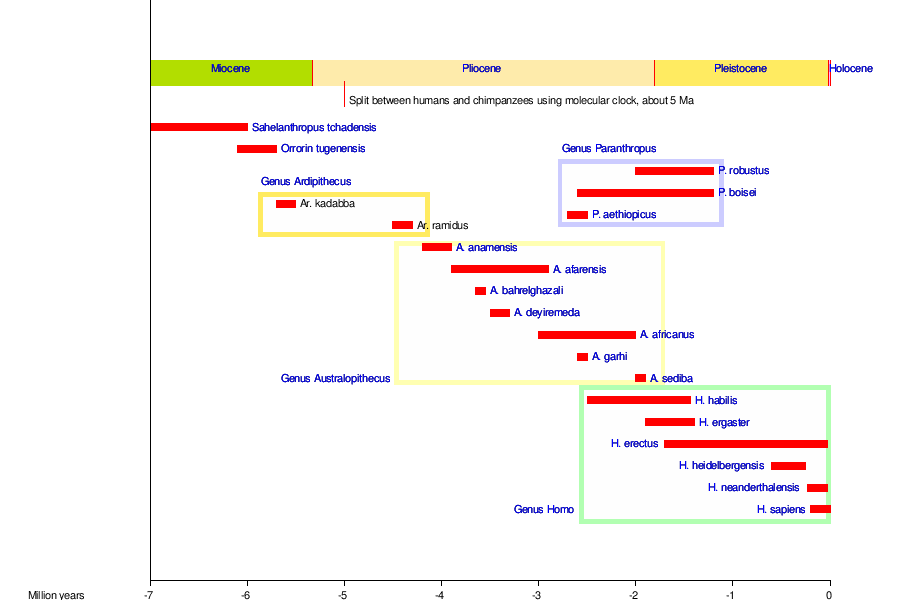 Miocene
Pliocene
Pleistocene
Holocene
Split between humans and chimpanzees using molecular clock, about 5 Ma
Sahelanthropus tchadensis
Orrorin tugenensis
Genus Paranthropus
P. robustus
Genus Ardipithecus
P. boisei
Ar. kadabba
P. aethiopicus
Ar. ramidus
A. anamensis
A. afarensis
A. bahrelghazali
A. deyiremeda
A. africanus
A. garhi
Genus Australopithecus
A. sediba
H. habilis
H. ergaster
H. erectus
H. heidelbergensis
H. neanderthalensis
Genus Homo
H. sapiens
Million years
-7
-6
-5
-4
-3
-2
-1
0